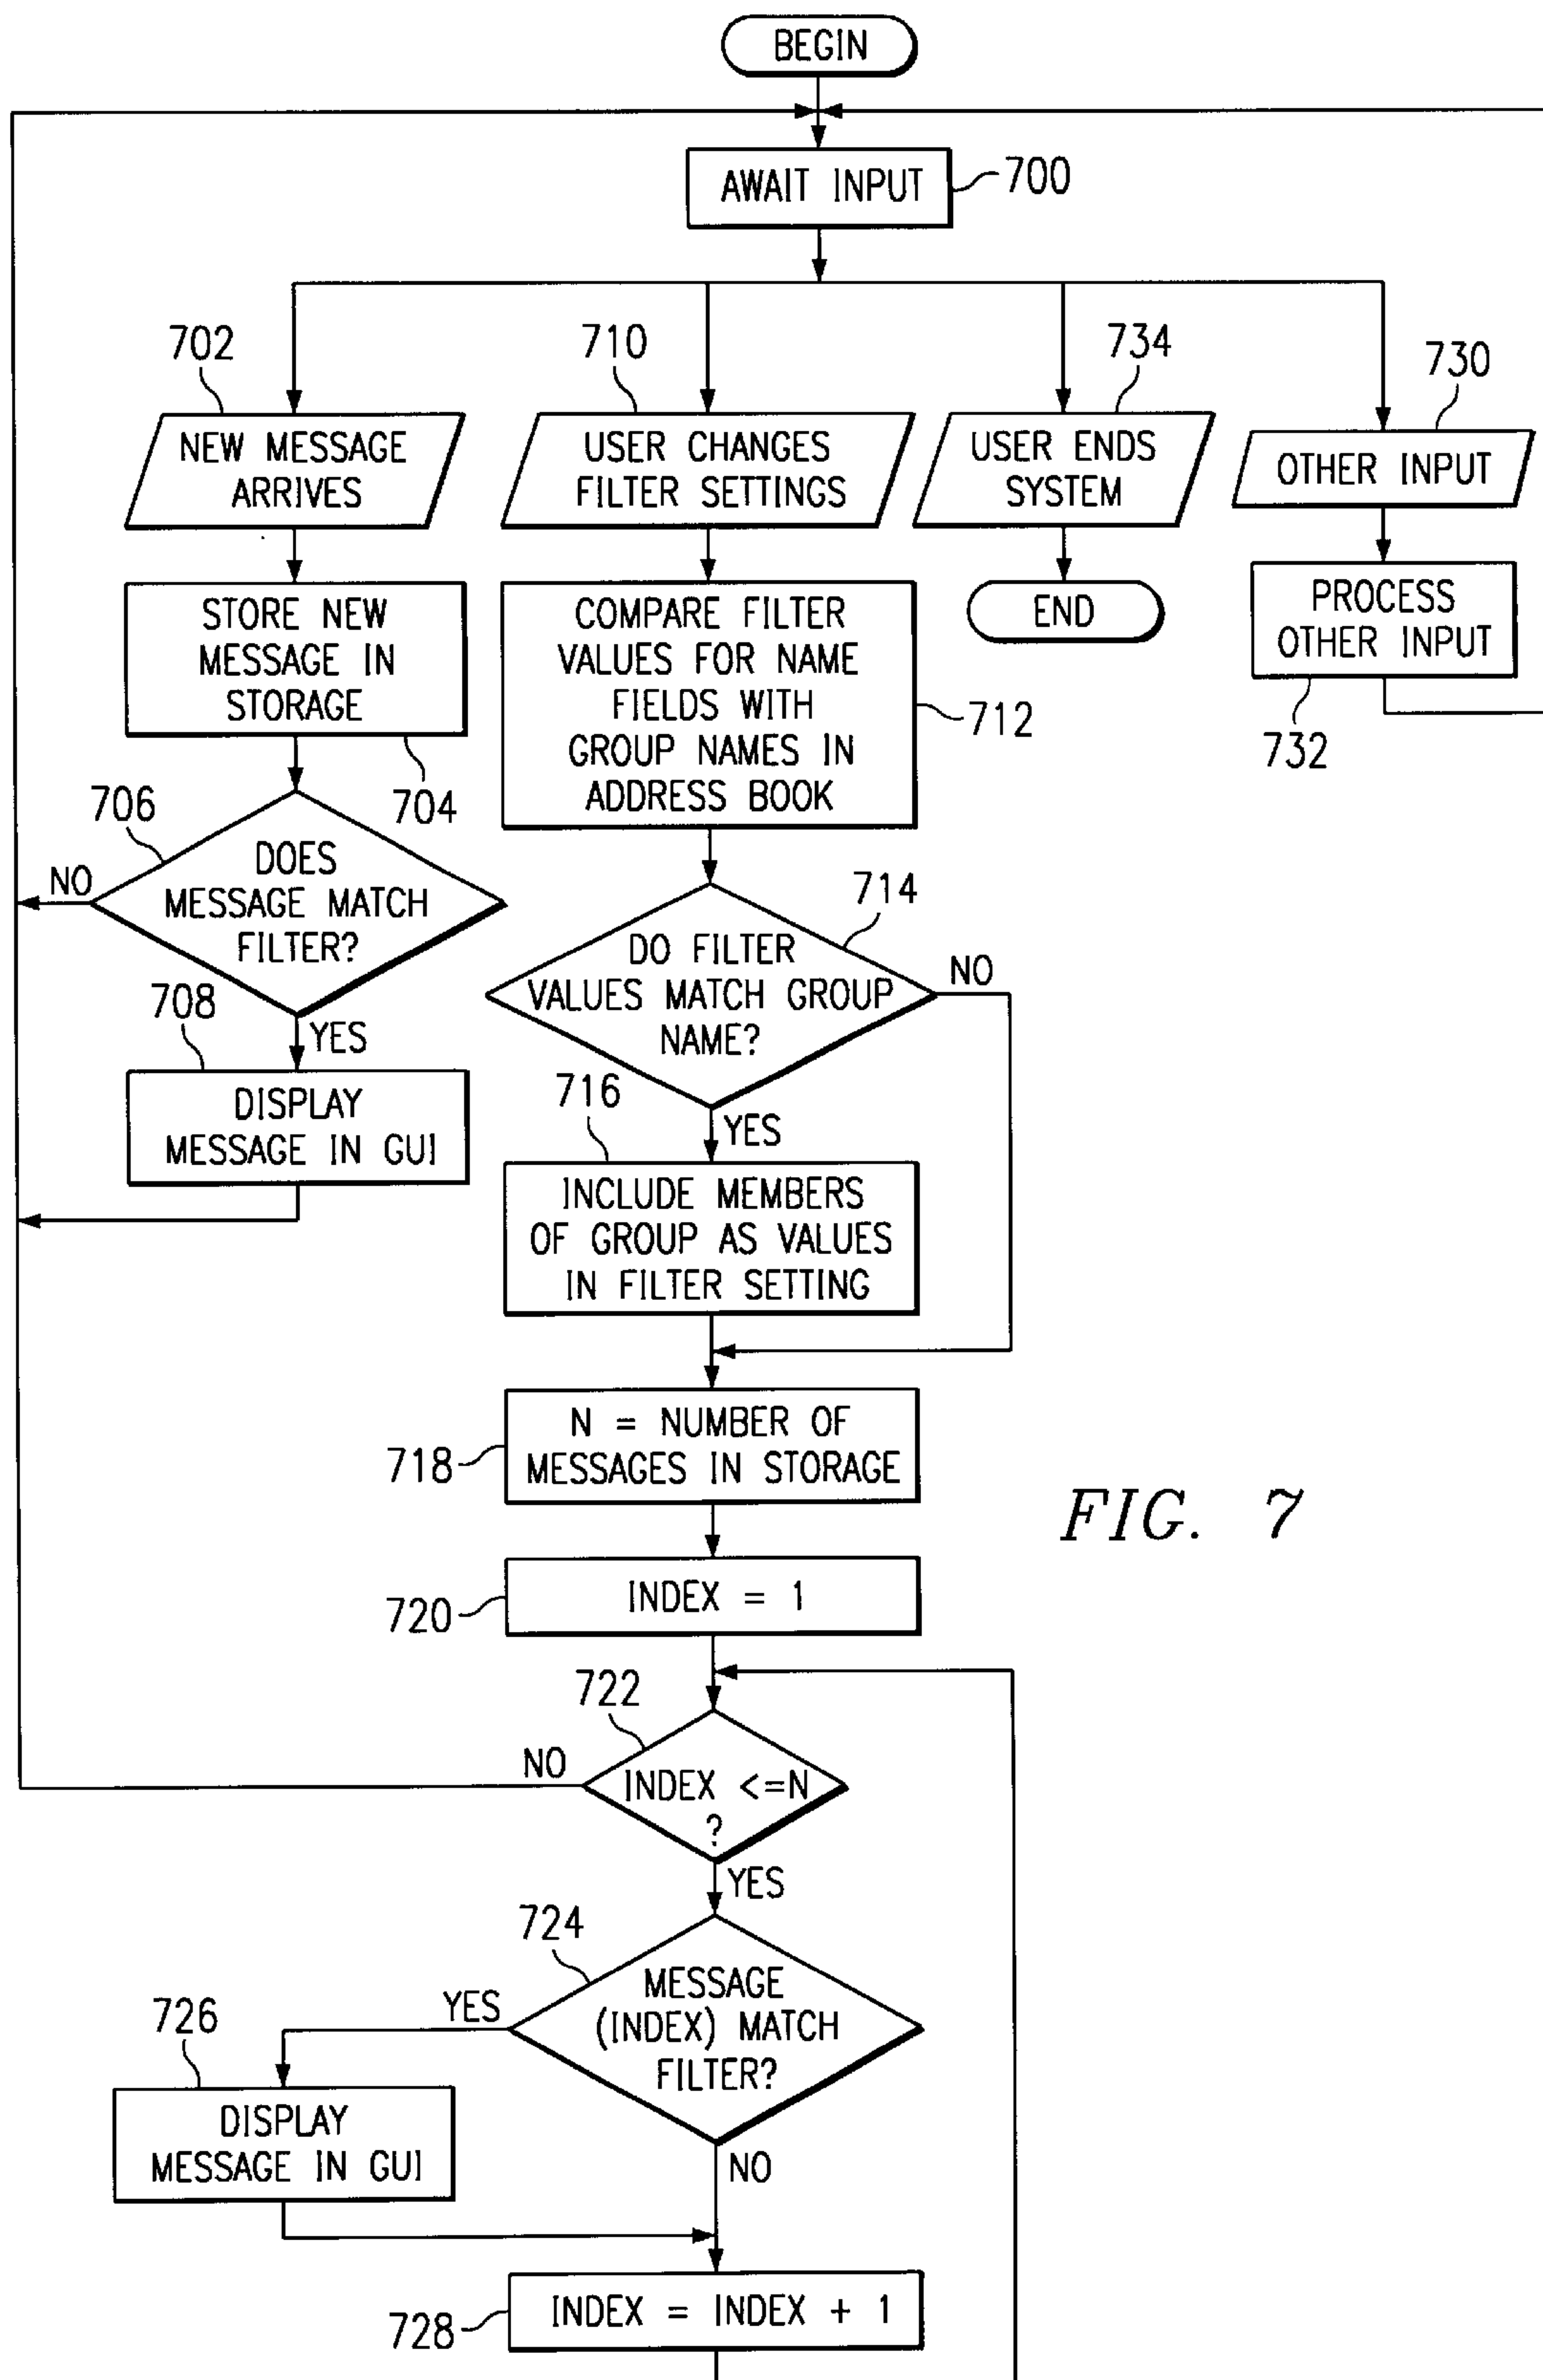 BEGIN
AWAIT INPUT
700
702
710
734
730
NEW MESSAGE
ARRIVES
USER CHANGES
FILTER SETTINGS
USER ENDS
SYSTEM
OTHER INPUT
STORE NEW
MESSAGE IN
STORAGE
704
COMPARE FILTER
VALUES FOR NAME
FIELDS WITH
GROUP NAMES IN
ADDRESS BOOK
712
END
PROCESS
OTHER INPUT
732
706
NO
DOES
MESSAGE MATCH
FILTER?
YES
714
DO FILTER
VALUES MATCH GROUP
NAME?
NO
YES
708
DISPLAY
MESSAGE IN GUI
716
INCLUDE MEMBERS
OF GROUP AS VALUES
IN FILTER SETTING
N = NUMBER OF
MESSAGES IN STORAGE
718
FIG. 7
INDEX = 1
720
722
NO
INDEX <=N
?
YES
724
YES
MESSAGE
(INDEX) MATCH
FILTER?
NO
726
DISPLAY
MESSAGE IN GUI
INDEX = INDEX + 1
728